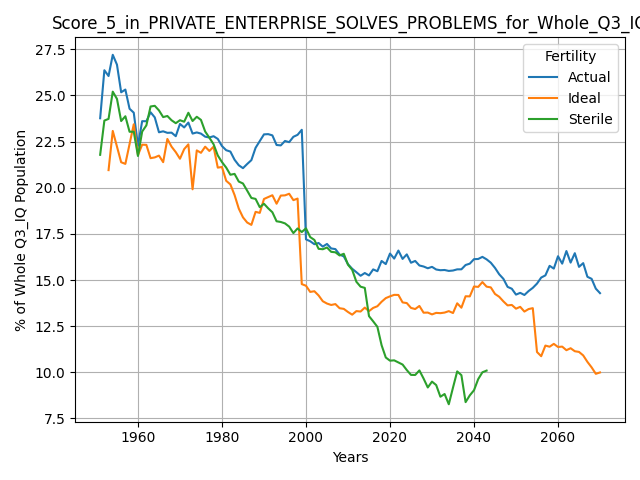 Score_5_in_PRIVATE_ENTERPRISE_SOLVES_PROBLEMS_for_Whole_Q3_IQ
Fertility
Actual
Ideal
Sterile
27.5
25.0
22.5
20.0
17.5
15.0
12.5
10.0
7.5
% of Whole Q3_IQ Population
1960
1980
2000
2020
2040
2060
Years